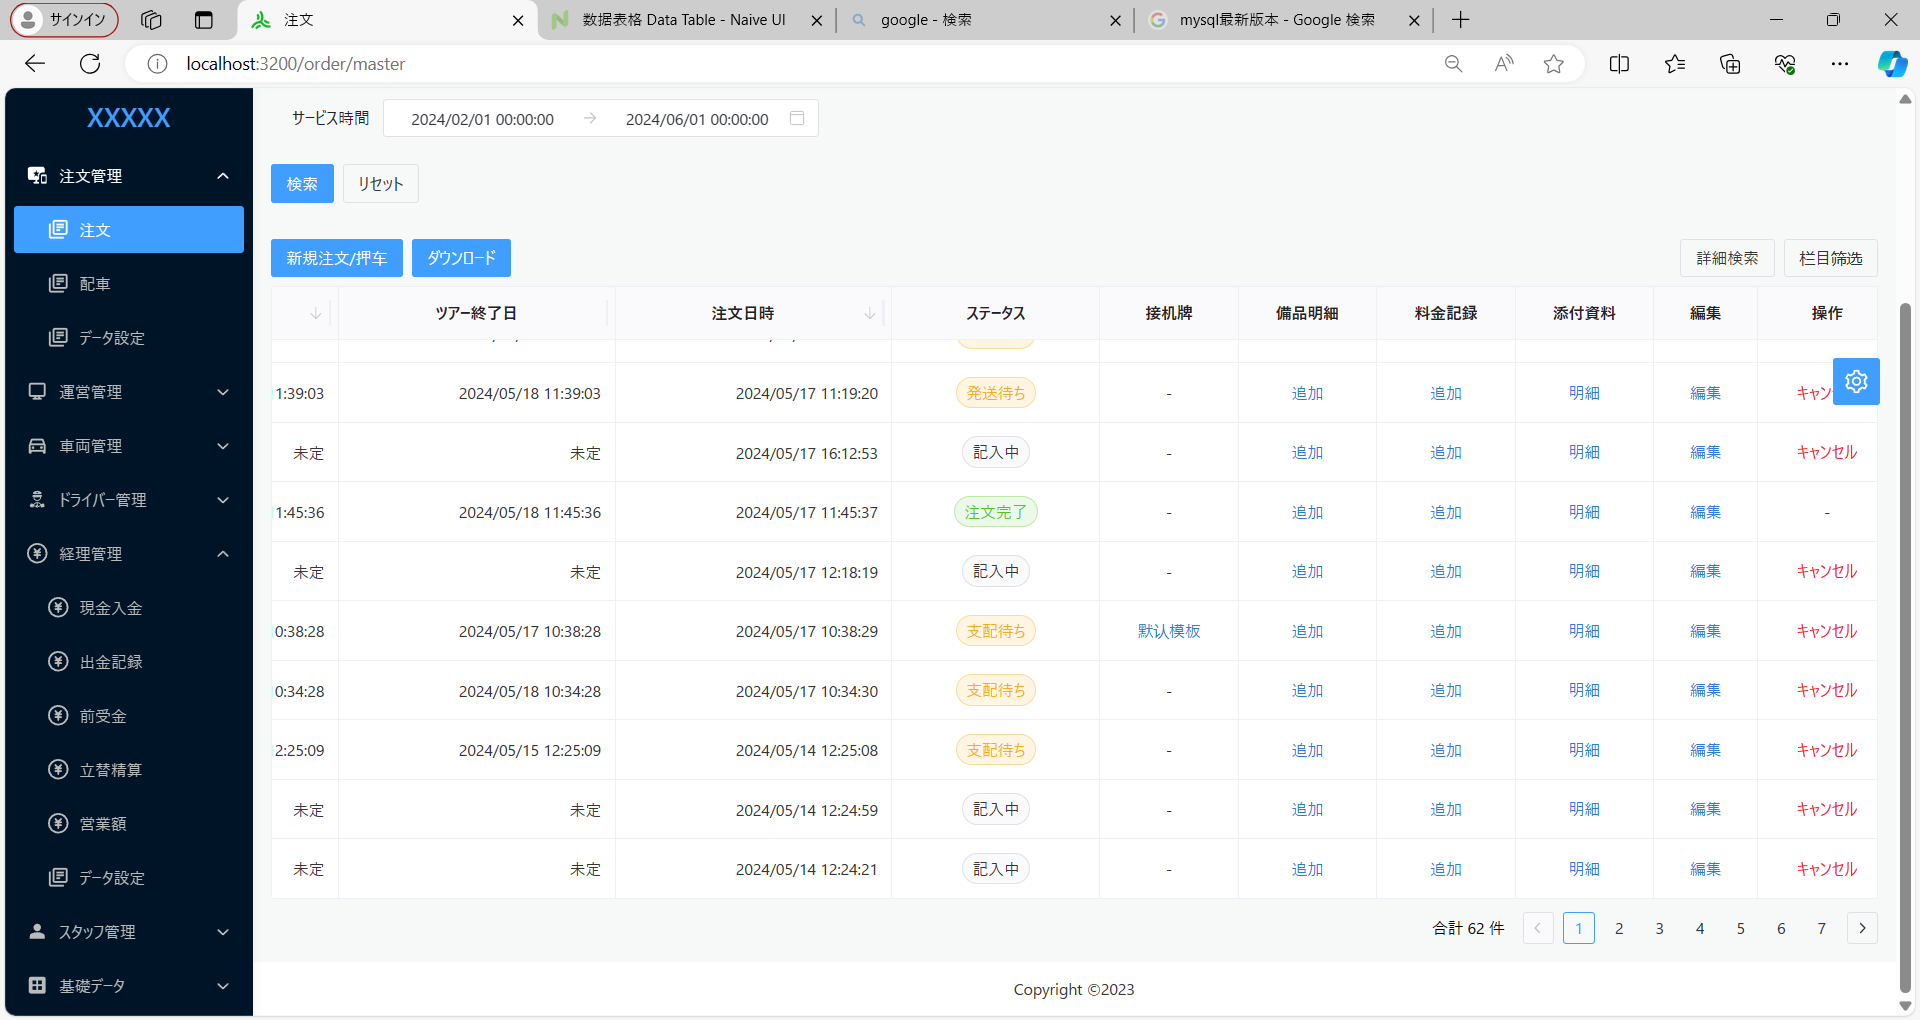 サインイン
注文
数据表格 Data Table - Naive UI
google - 検索
mysql最新版本 - Google 検索
localhost:3200/order/master
XXXXX
注文管理
注文
配車
データ設定
運営管理
車両管理
ドライバー管理
経理管理
現金入金
出金記録
前受金
立替精算
営業額
データ設定
スタッフ管理
基礎データ
サービス時間 2024/02/01 00:00:00 → 2024/06/01 00:00:00
検索 リセット
新規注文/押车 ダウンロード 詳細検索 栏目筛选
ツアー終了日 注文日時 ステータス 接机牌 備品明細 料金記録 添付資料 編集 操作
1:39:03 2024/05/18 11:39:03 2024/05/17 11:19:20 発送待ち - 追加 追加 明細 編集 キャン
未定 未定 2024/05/17 16:12:53 記入中 - 追加 追加 明細 編集 キャンセル
1:45:36 2024/05/18 11:45:36 2024/05/17 11:45:37 注文完了 - 追加 追加 明細 編集 -
未定 未定 2024/05/17 12:18:19 記入中 - 追加 追加 明細 編集 キャンセル
0:38:28 2024/05/17 10:38:28 2024/05/17 10:38:29 支配待ち 默认模板 追加 追加 明細 編集 キャンセル
0:34:28 2024/05/18 10:34:28 2024/05/17 10:34:30 支配待ち - 追加 追加 明細 編集 キャンセル
2:25:09 2024/05/15 12:25:09 2024/05/14 12:25:08 支配待ち - 追加 追加 明細 編集 キャンセル
未定 未定 2024/05/14 12:24:59 記入中 - 追加 追加 明細 編集 キャンセル
未定 未定 2024/05/14 12:24:21 記入中 - 追加 追加 明細 編集 キャンセル
合計 62 件 1 2 3 4 5 6 7
Copyright ©2023